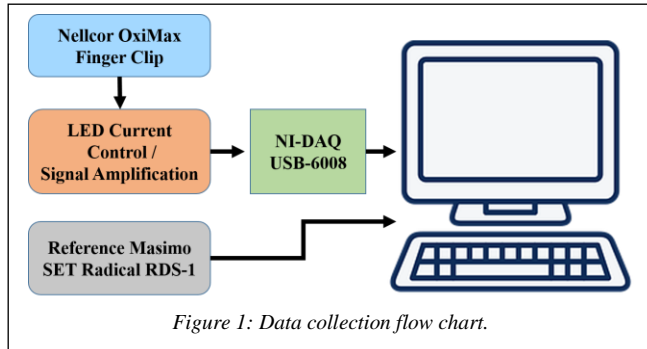 Nellcor OxiMax
Finger Clip
LED Current
Control /
Signal Amplification
NI-DAQ
USB-6008
Reference Masimo
SET Radical RDS-1
Figure 1: Data collection flow chart.